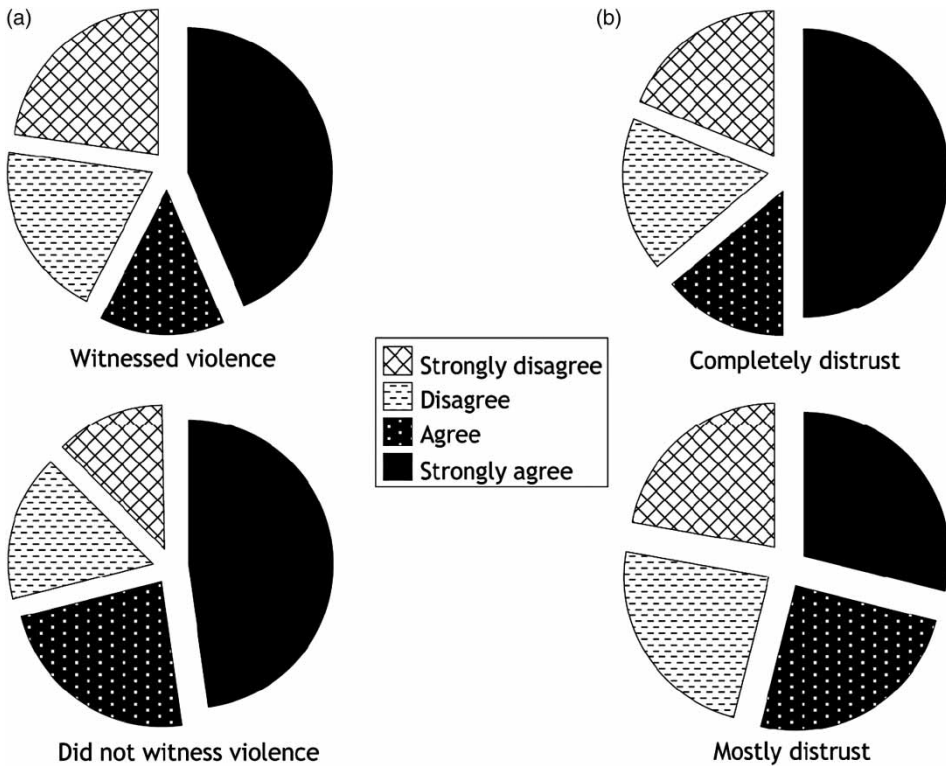 (a)
(b)
Witnessed violence
Completely distrust
Strongly disagree
Disagree
Agree
Strongly agree
Did not witness violence
Mostly distrust